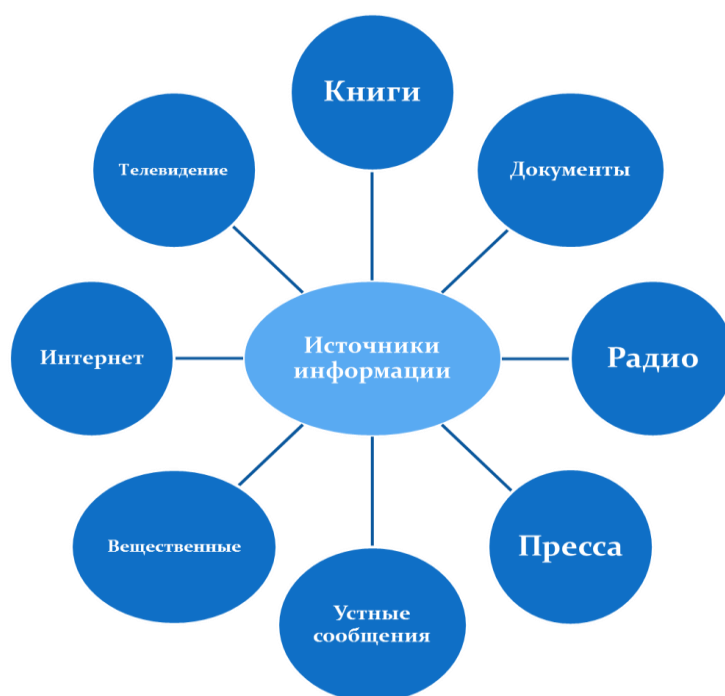 Книги
Телевидение
Документы
Источники
информации
Интернет
Радио
Вещественные
Пресса
Устные
сообщения